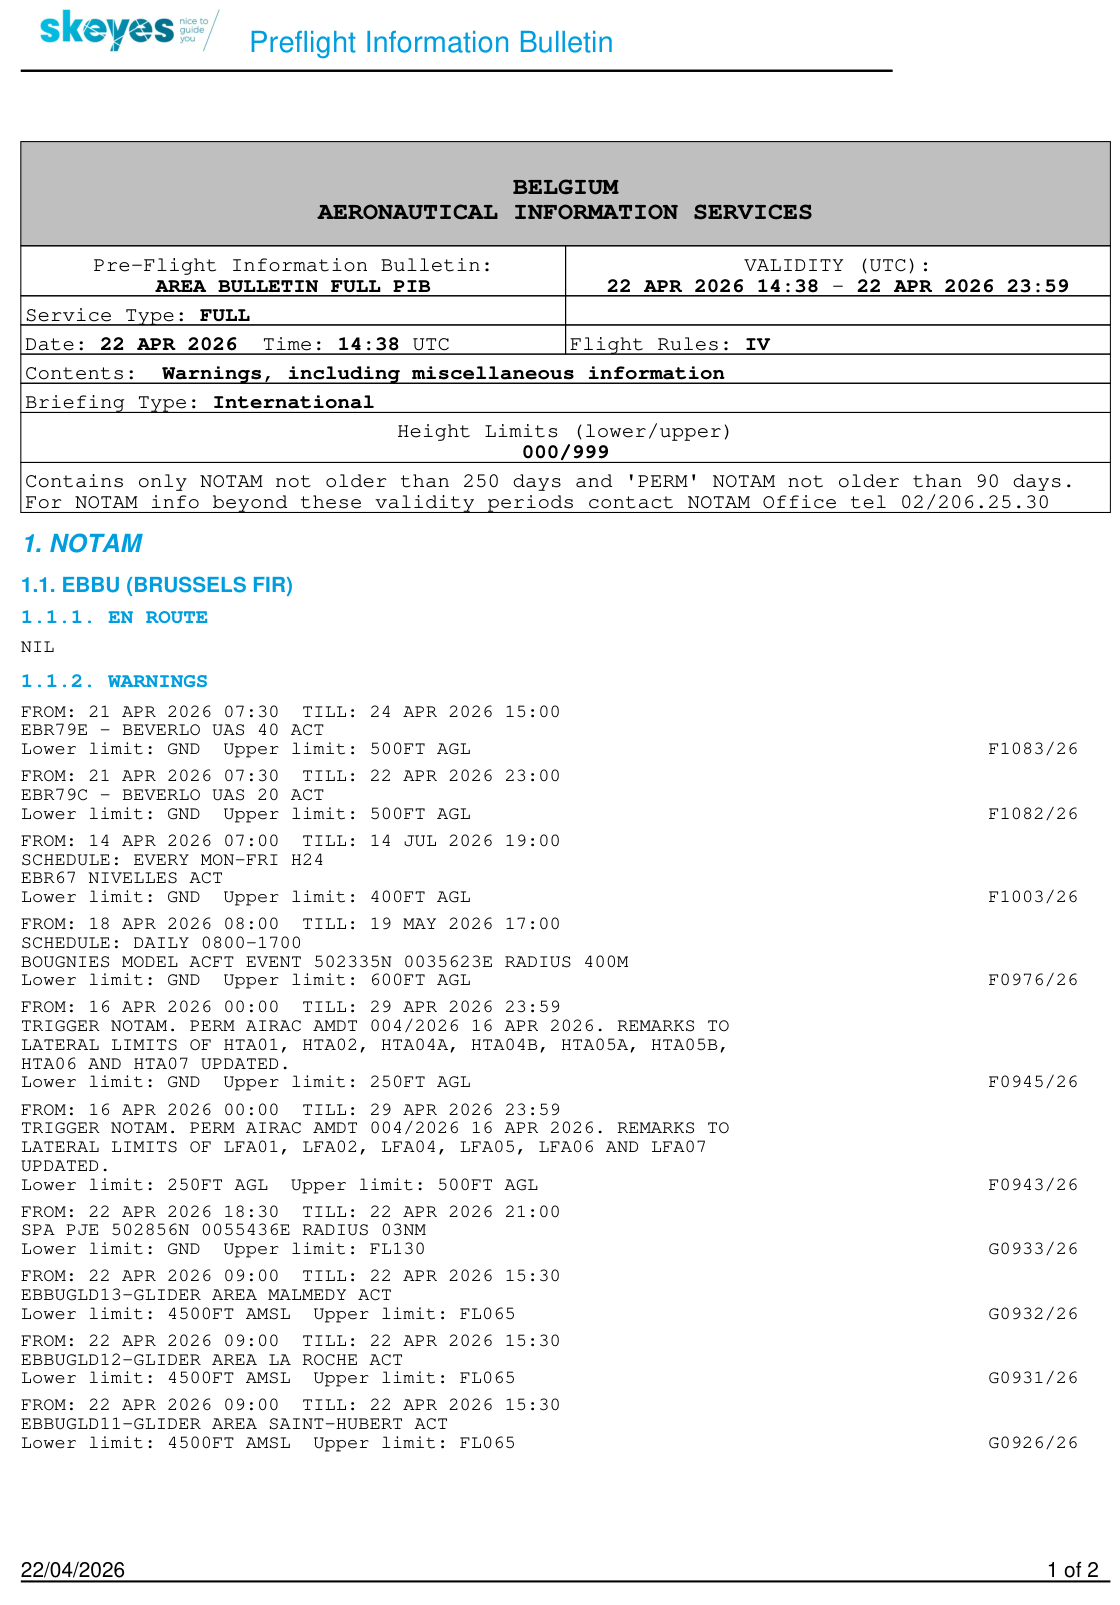 skeyes nice to guide you
Preflight Information Bulletin
BELGIUM
AERONAUTICAL INFORMATION SERVICES
Pre-Flight Information Bulletin:
AREA BULLETIN FULL PIB
VALIDITY (UTC):
22 APR 2026 14:38 - 22 APR 2026 23:59
Service Type: FULL
Date: 22 APR 2026  Time: 14:38 UTC
Flight Rules: IV
Contents:  Warnings, including miscellaneous information
Briefing Type: International
Height Limits (lower/upper)
000/999
Contains only NOTAM not older than 250 days and 'PERM' NOTAM not older than 90 days.
For NOTAM info beyond these validity periods contact NOTAM Office tel 02/206.25.30
1. NOTAM
1.1. EBBU (BRUSSELS FIR)
1.1.1. EN ROUTE
NIL
1.1.2. WARNINGS
FROM: 21 APR 2026 07:30  TILL: 24 APR 2026 15:00
EBR79E - BEVERLO UAS 40 ACT
Lower limit: GND  Upper limit: 500FT AGL F1083/26
FROM: 21 APR 2026 07:30  TILL: 22 APR 2026 23:00
EBR79C - BEVERLO UAS 20 ACT
Lower limit: GND  Upper limit: 500FT AGL F1082/26
FROM: 14 APR 2026 07:00  TILL: 14 JUL 2026 19:00
SCHEDULE: EVERY MON-FRI H24
EBR67 NIVELLES ACT
Lower limit: GND  Upper limit: 400FT AGL F1003/26
FROM: 18 APR 2026 08:00  TILL: 19 MAY 2026 17:00
SCHEDULE: DAILY 0800-1700
BOUGNIES MODEL ACFT EVENT 502335N 0035623E RADIUS 400M
Lower limit: GND  Upper limit: 600FT AGL F0976/26
FROM: 16 APR 2026 00:00  TILL: 29 APR 2026 23:59
TRIGGER NOTAM. PERM AIRAC AMDT 004/2026 16 APR 2026. REMARKS TO
LATERAL LIMITS OF HTA01, HTA02, HTA04A, HTA04B, HTA05A, HTA05B,
HTA06 AND HTA07 UPDATED.
Lower limit: GND  Upper limit: 250FT AGL F0945/26
FROM: 16 APR 2026 00:00  TILL: 29 APR 2026 23:59
TRIGGER NOTAM. PERM AIRAC AMDT 004/2026 16 APR 2026. REMARKS TO
LATERAL LIMITS OF LFA01, LFA02, LFA04, LFA05, LFA06 AND LFA07
UPDATED.
Lower limit: 250FT AGL  Upper limit: 500FT AGL F0943/26
FROM: 22 APR 2026 18:30  TILL: 22 APR 2026 21:00
SPA PJE 502856N 0055436E RADIUS 03NM
Lower limit: GND  Upper limit: FL130 G0933/26
FROM: 22 APR 2026 09:00  TILL: 22 APR 2026 15:30
EBBUGLD13-GLIDER AREA MALMEDY ACT
Lower limit: 4500FT AMSL  Upper limit: FL065 G0932/26
FROM: 22 APR 2026 09:00  TILL: 22 APR 2026 15:30
EBBUGLD12-GLIDER AREA LA ROCHE ACT
Lower limit: 4500FT AMSL  Upper limit: FL065 G0931/26
FROM: 22 APR 2026 09:00  TILL: 22 APR 2026 15:30
EBBUGLD11-GLIDER AREA SAINT-HUBERT ACT
Lower limit: 4500FT AMSL  Upper limit: FL065 G0926/26
22/04/2026 1 of 2